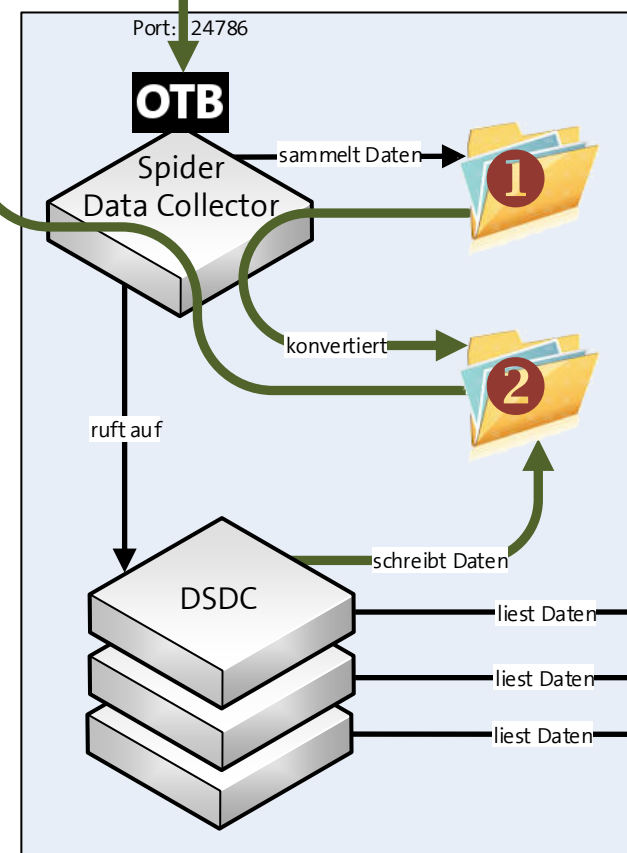 Port: 24786
OTB
Spider
Data Collector
sammelt Daten
1
konvertiert
2
ruft auf
schreibt Daten
DSDC
liest Daten
liest Daten
liest Daten